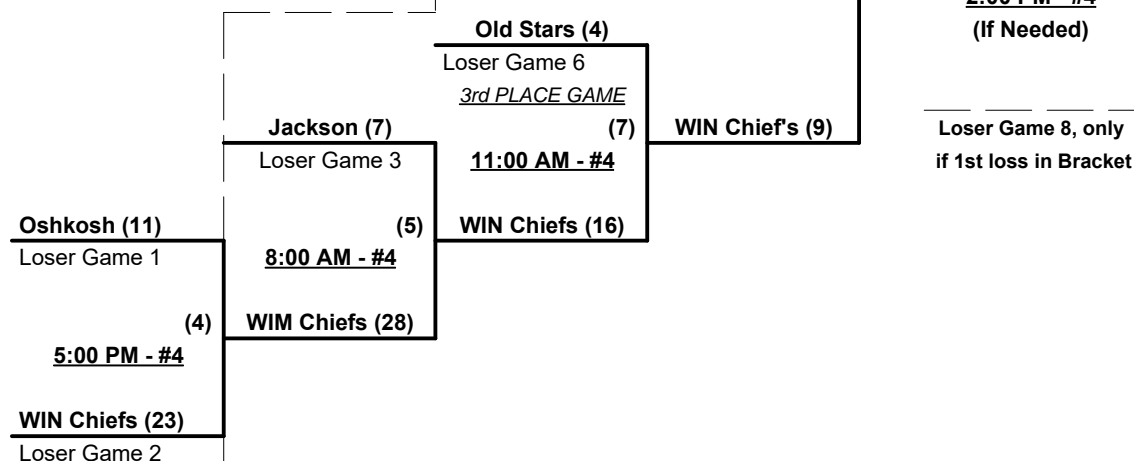 Old Stars (4)
(If Needed)
Loser Game 6
3rd PLACE GAME
Jackson (7)
(7)
WIN Chief's (9)
Loser Game 8, only
Loser Game 3
11:00 AM - #4
if 1st loss in Bracket
Oshkosh (11)
(5)
WIN Chiefs (16)
Loser Game 1
8:00 AM - #4
(4)
WIM Chiefs (28)
5:00 PM - #4
WIN Chiefs (23)
Loser Game 2